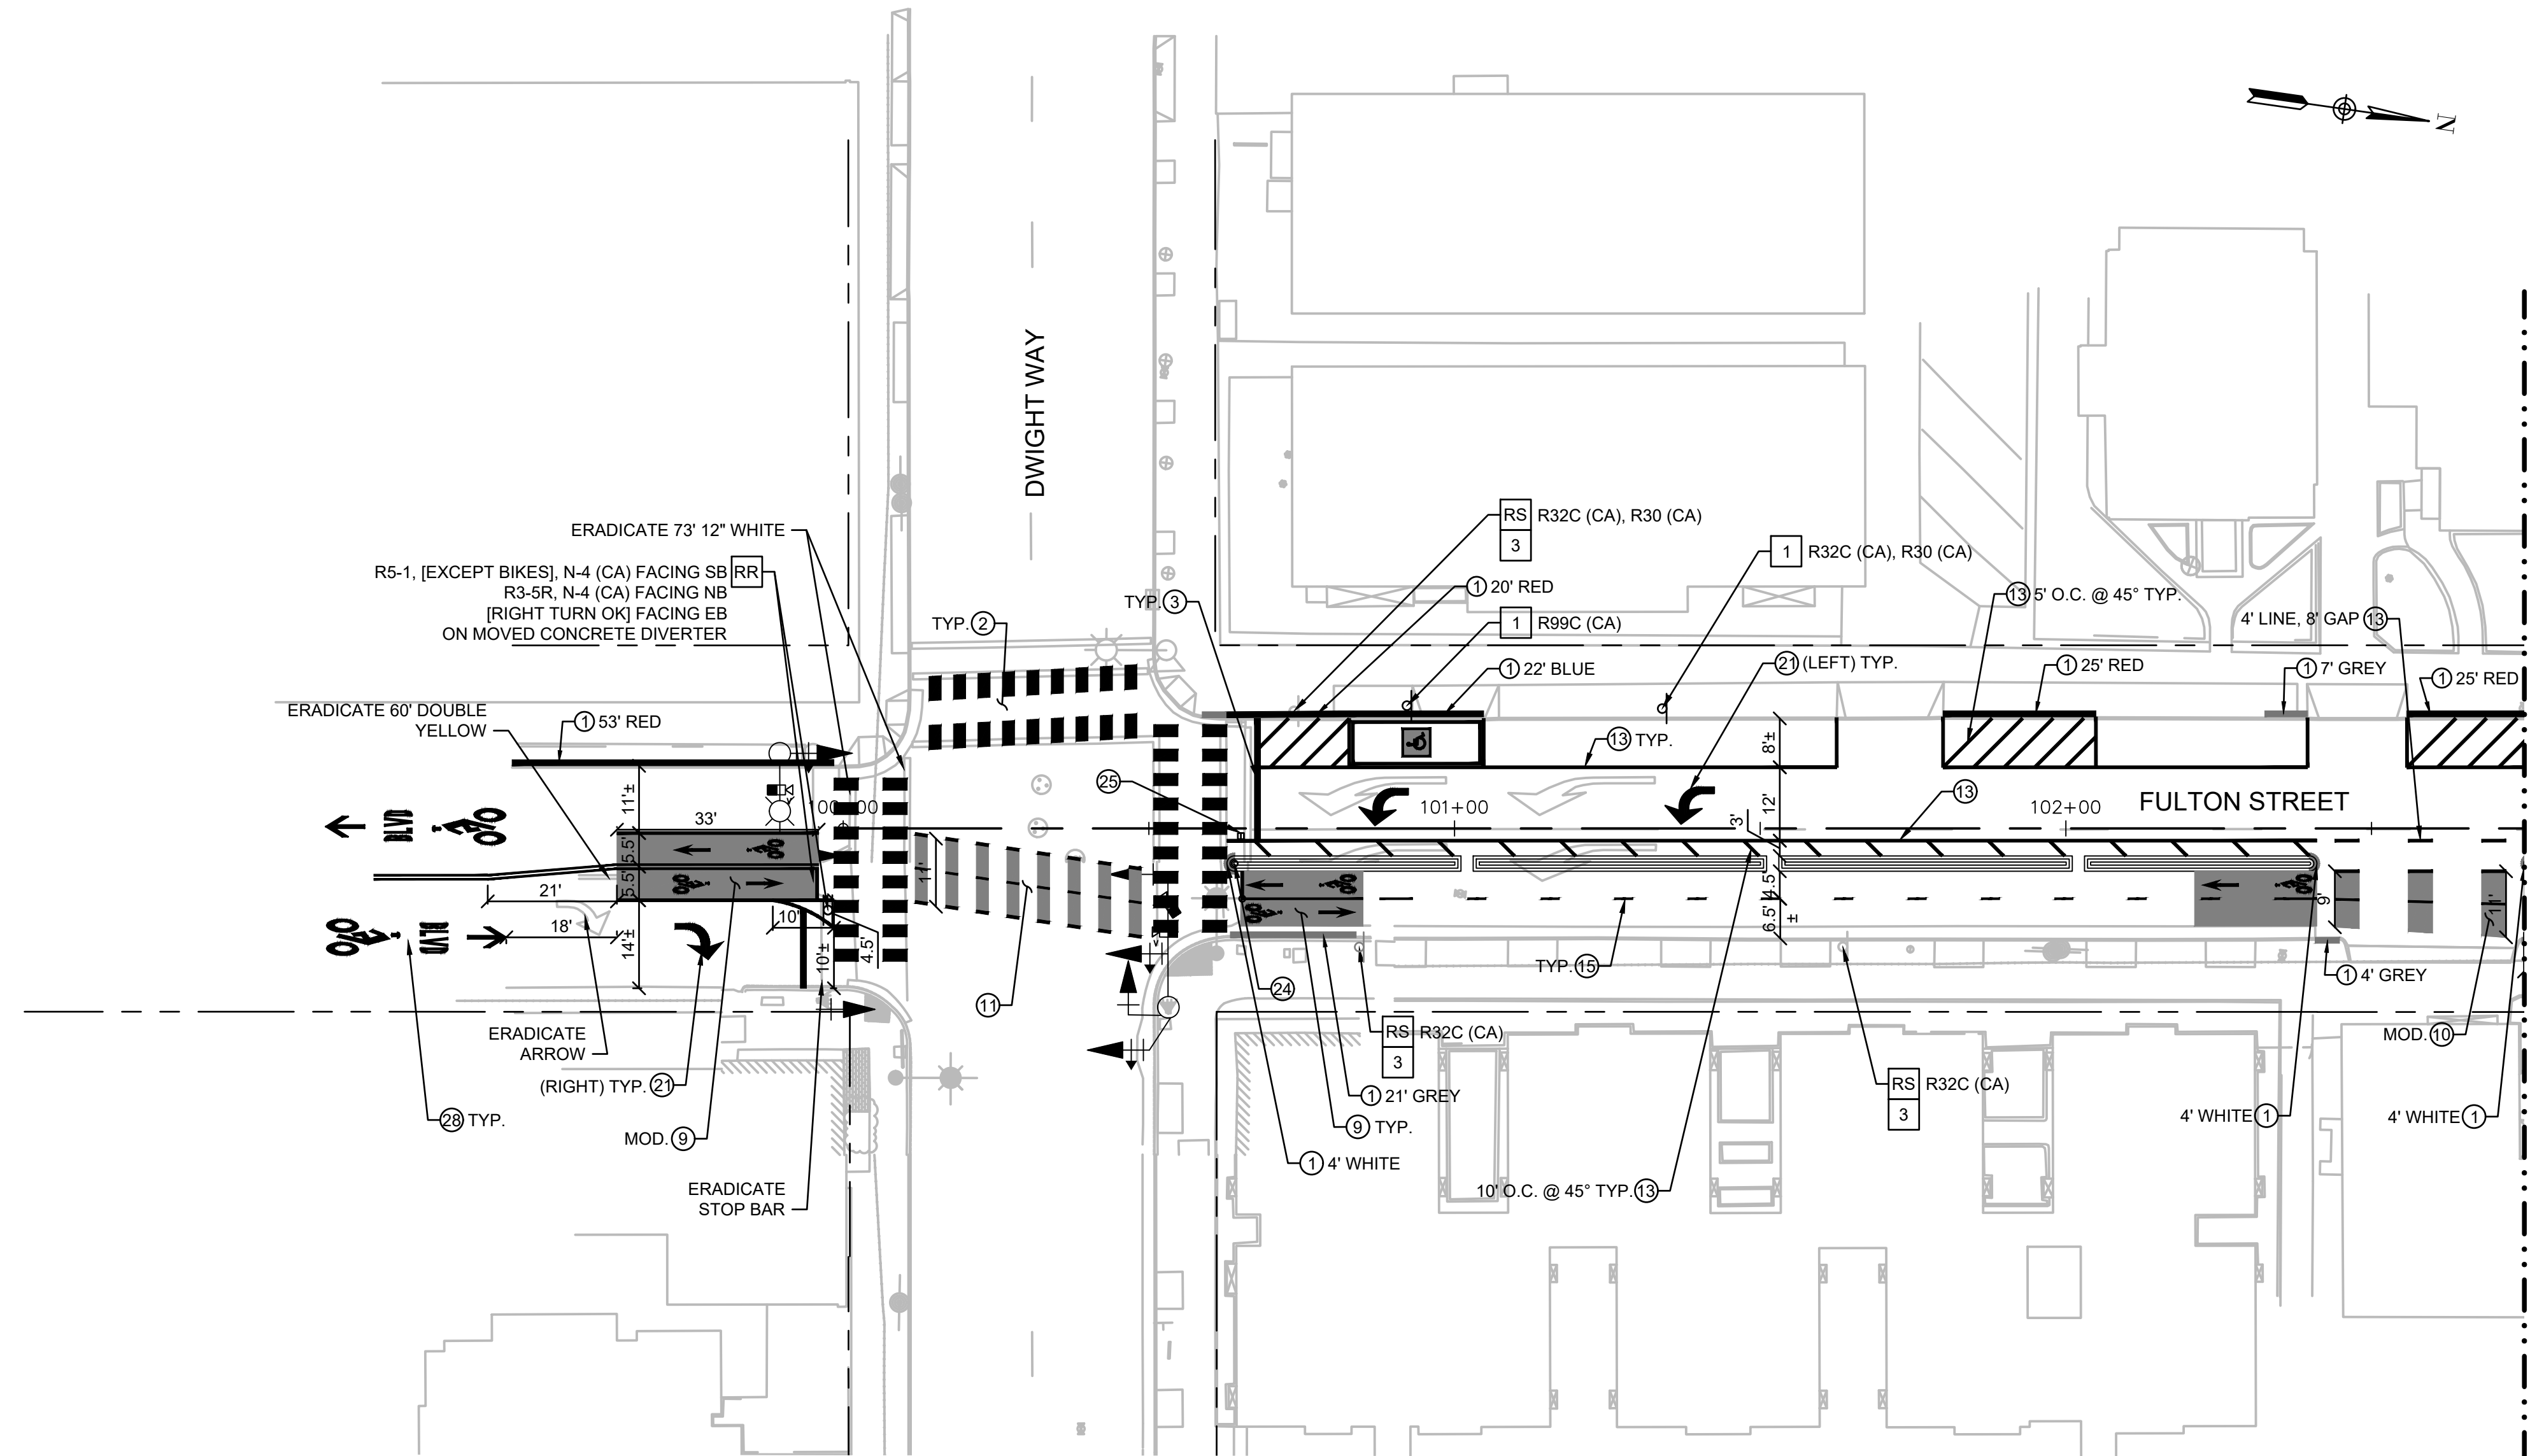 N
DWIGHT WAY
ERADICATE 73' 12" WHITE
R5-1, [EXCEPT BIKES], N-4 (CA) FACING SB RR
R3-5R, N-4 (CA) FACING NB
[RIGHT TURN OK] FACING EB
ON MOVED CONCRETE DIVERTER
TYP. 2
TYP. 3
RS R32C (CA), R30 (CA)
3
1 20' RED
1 R99C (CA)
1 22' BLUE
1 R32C (CA), R30 (CA)
21 (LEFT) TYP.
13 5' O.C. @ 45° TYP.
4' LINE, 8' GAP 13
1 25' RED
1 7' GREY
1 25' RED
ERADICATE 60' DOUBLE
YELLOW
1 53' RED
13 TYP.
8'±
25
11'±
33'
100+00
101+00
12'
3'
13
102+00
FULTON STREET
BLVD
5.5'
5.5'
11'
4.5'
6.5'
±
9'
11'
21'
18'
BLVD
14'±
10'
10'±
4.5'
TYP. 15
11
24
1 4' GREY
MOD. 10
ERADICATE
ARROW
(RIGHT) TYP. 21
28 TYP.
MOD. 9
RS R32C (CA)
3
1 21' GREY
9 TYP.
RS R32C (CA)
3
4' WHITE 1
4' WHITE 1
1 4' WHITE
ERADICATE
STOP BAR
10' O.C. @ 45° TYP. 13